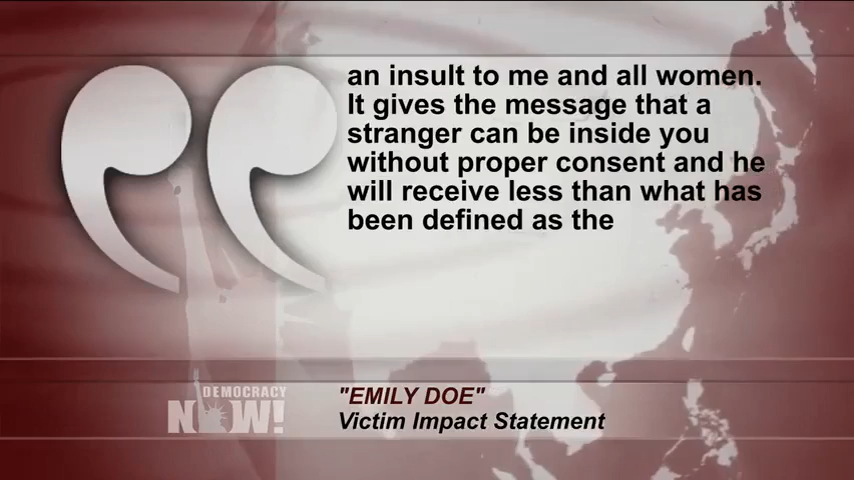 an insult to me and all women.
It gives the message that a
stranger can be inside you
without proper consent and he
will receive less than what has
been defined as the
DEMOCRACY
NOW!
"EMILY DOE"
Victim Impact Statement